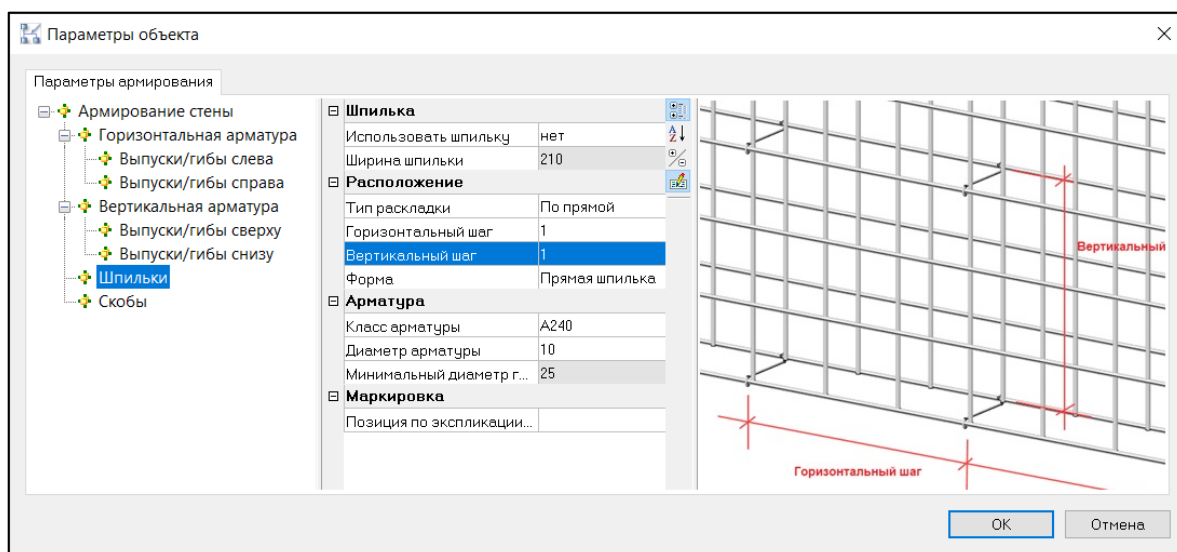 Параметры объекта
Параметры армирования
Армирование стены
Горизонтальная арматура
Выпуски/гибы слева
Выпуски/гибы справа
Вертикальная арматура
Выпуски/гибы сверху
Выпуски/гибы снизу
Шпильки
Скобы
Шпилька
Использовать шпильку нет
Ширина шпильки 210
Расположение
Тип раскладки По прямой
Горизонтальный шаг 1
Вертикальный шаг 1
Форма Прямая шпилька
Арматура
Класс арматуры A240
Диаметр арматуры 10
Минимальный диаметр г... 25
Маркировка
Позиция по экспликации...
Вертикальный
Горизонтальный шаг
OK Отмена